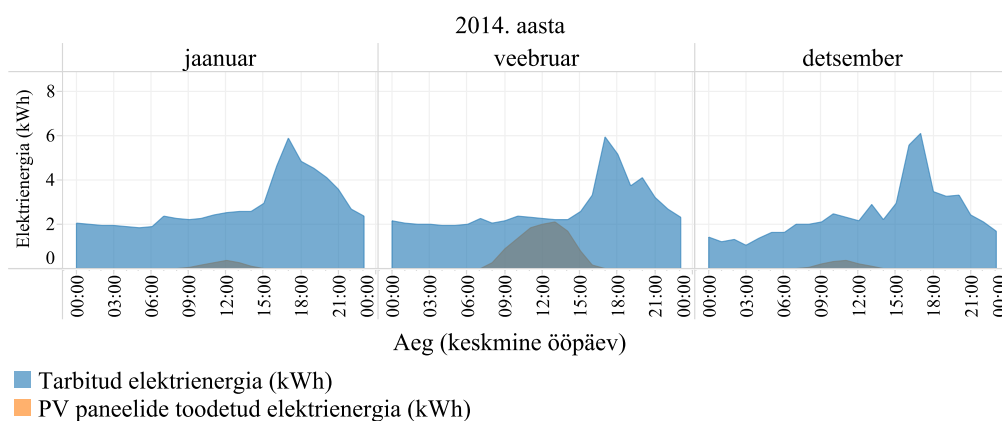 2014. aasta
jaanuar veebruar detsember
Elektrienergia (kWh)
8
6
4
2
0
00:00 03:00 06:00 09:00 12:00 15:00 18:00 21:00 00:00 00:00 03:00 06:00 09:00 12:00 15:00 18:00 21:00 00:00 00:00 03:00 06:00 09:00 12:00 15:00 18:00 21:00 00:00
Aeg (keskmine ööpäev)
Tarbitud elektrienergia (kWh)
PV paneelide toodetud elektrienergia (kWh)